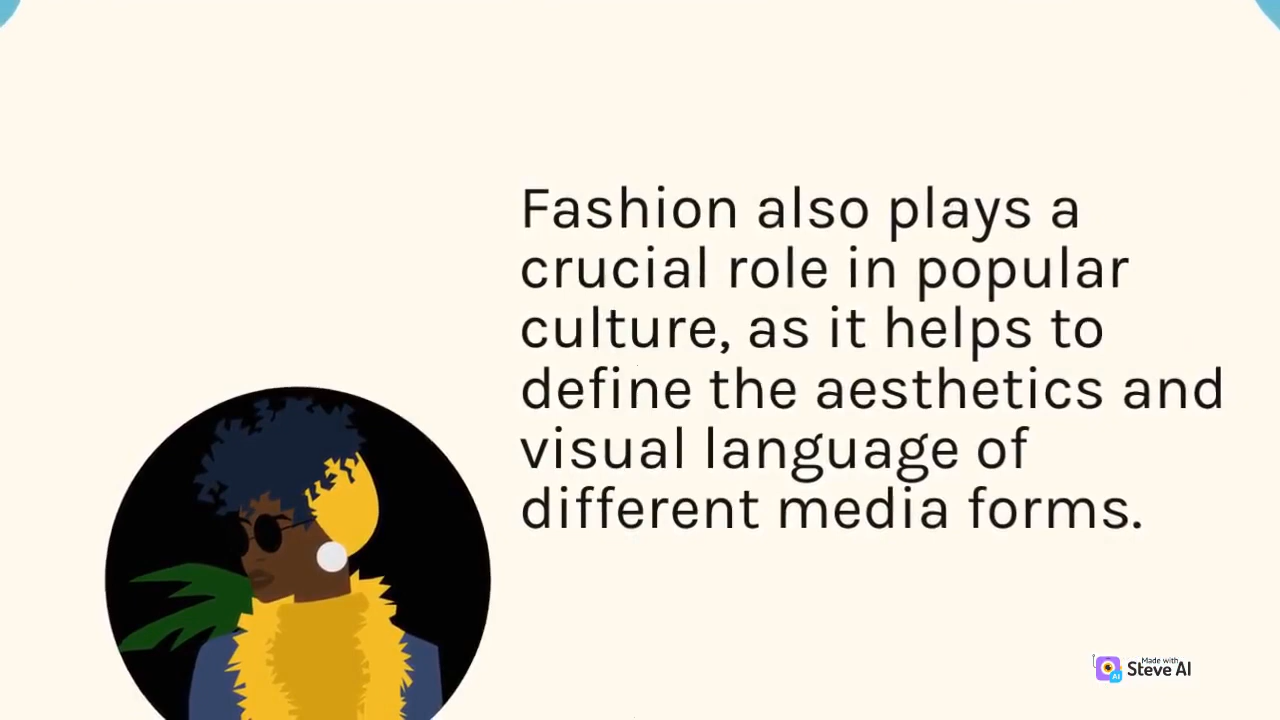 Fashion also plays a
crucial role in popular
culture, as it helps to
define the aesthetics and
visual language of
different media forms.
Made with
Steve AI
AI